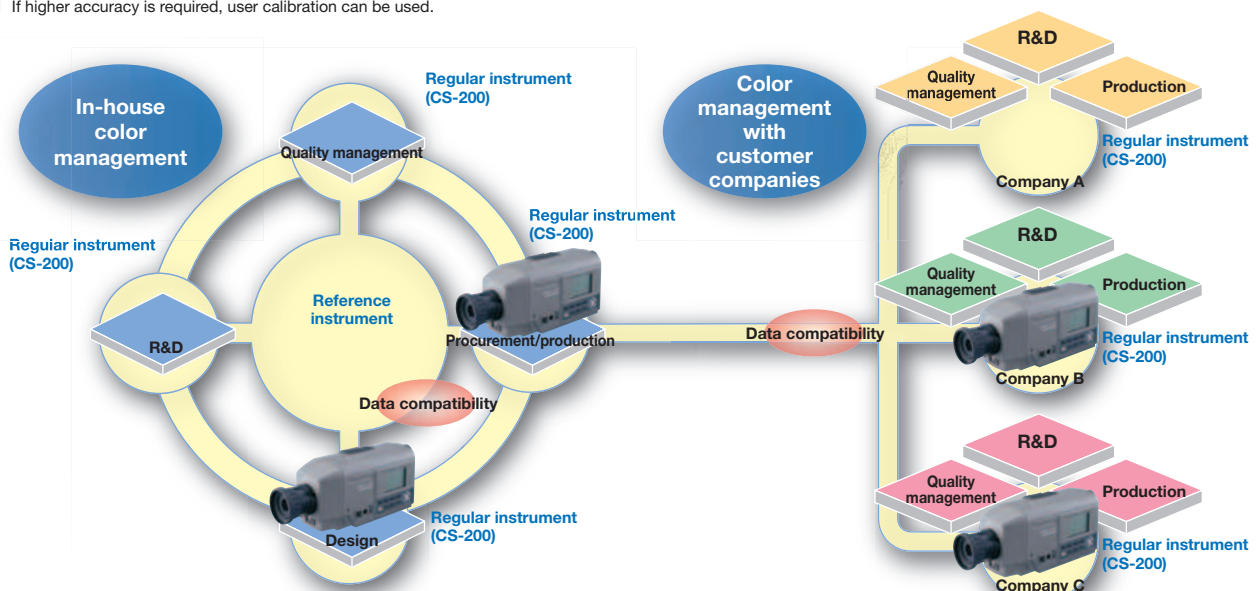 If higher accuracy is required, user calibration can be used.
In-house
color
management
Regular instrument
(CS-200)
Quality management
Regular instrument
(CS-200)
Regular instrument
(CS-200)
Reference
instrument
R&D
Procurement/production
Data compatibility
Design
Regular instrument
(CS-200)
Color
management
with
customer
companies
Data compatibility
R&D
Quality
management
Production
Regular instrument
(CS-200)
Company A
R&D
Quality
management
Production
Regular instrument
(CS-200)
Company B
R&D
Quality
management
Production
Regular instrument
(CS-200)
Company C